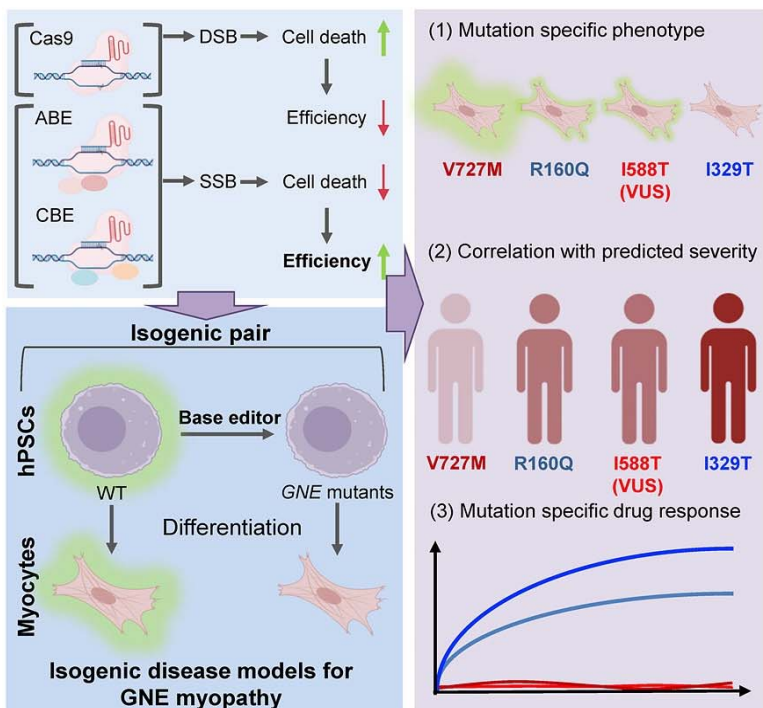 Cas9
DSB
Cell death
Efficiency
ABE
SSB
Cell death
CBE
Efficiency
Isogenic pair
hPSCs
Base editor
WT
GNE mutants
Differentiation
Myocytes
Isogenic disease models for
GNE myopathy
(1) Mutation specific phenotype
V727M R160Q I588T I329T
(VUS)
(2) Correlation with predicted severity
V727M R160Q I588T I329T
(VUS)
(3) Mutation specific drug response